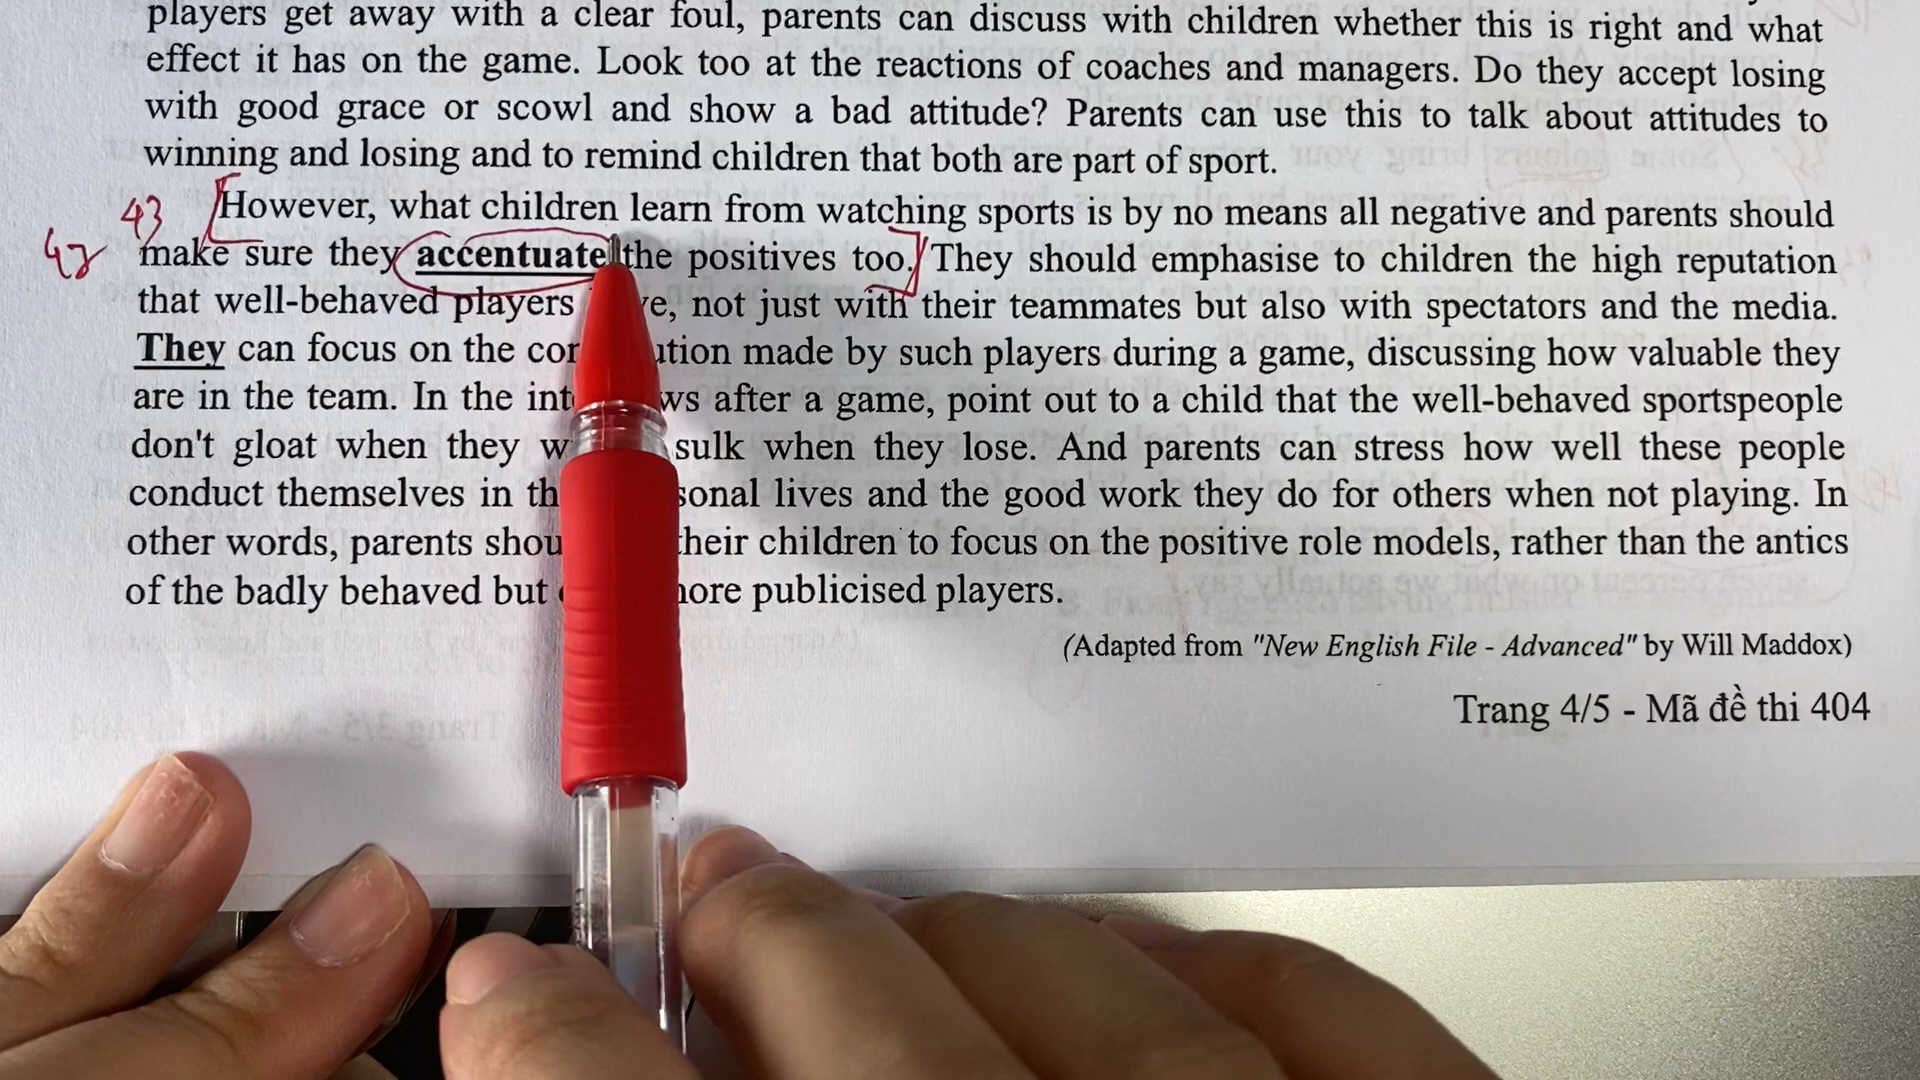 players get away with a clear foul, parents can discuss with children whether this is right and what
effect it has on the game. Look too at the reactions of coaches and managers. Do they accept losing
with good grace or scowl and show a bad attitude? Parents can use this to talk about attitudes to
winning and losing and to remind children that both are part of sport.
43 However, what children learn from watching sports is by no means all negative and parents should
42 make sure they accentuate the positives too. They should emphasise to children the high reputation
that well-behaved players not just with their teammates but also with spectators and the media.
They can focus on the made by such players during a game, discussing how valuable they
are in the team. In the after a game, point out to a child that the well-behaved sportspeople
don't gloat when they sulk when they lose. And parents can stress how well these people
conduct themselves in lives and the good work they do for others when not playing. In
other words, parents their children to focus on the positive role models, rather than the antics
of the badly behaved but publicised players.
(Adapted from "New English File - Advanced" by Will Maddox)
Trang 4/5 - Mã đề thi 404